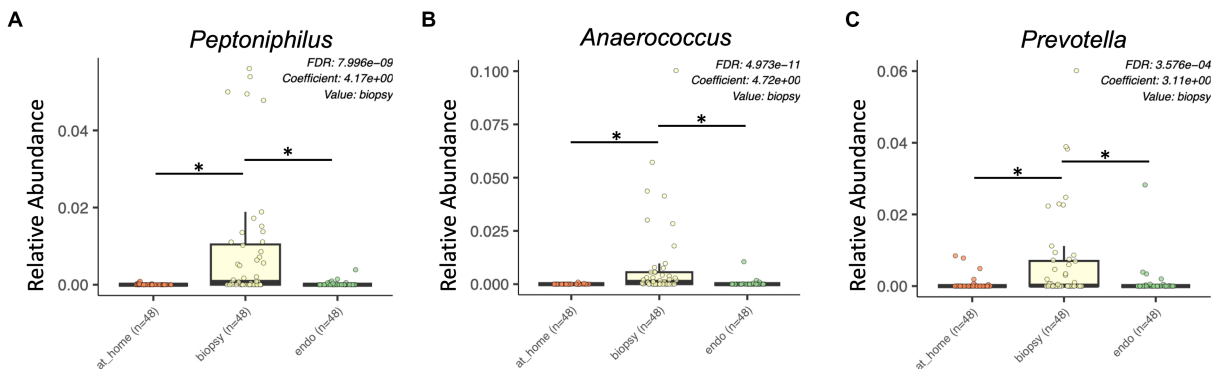 A
Peptoniphilus
FDR: 7.996e−09
Coefficient: 4.17e+00
Value: biopsy
*
*
Relative Abundance
0.04
0.02
0.00
at_home (n=48)
biopsy (n=48)
endo (n=48)
B
Anaerococcus
FDR: 4.973e−11
Coefficient: 4.72e+00
Value: biopsy
*
*
Relative Abundance
0.100
0.075
0.050
0.025
0.000
at_home (n=48)
biopsy (n=48)
endo (n=48)
C
Prevotella
FDR: 3.576e−04
Coefficient: 3.11e+00
Value: biopsy
*
*
Relative Abundance
0.06
0.04
0.02
0.00
at_home (n=48)
biopsy (n=48)
endo (n=48)